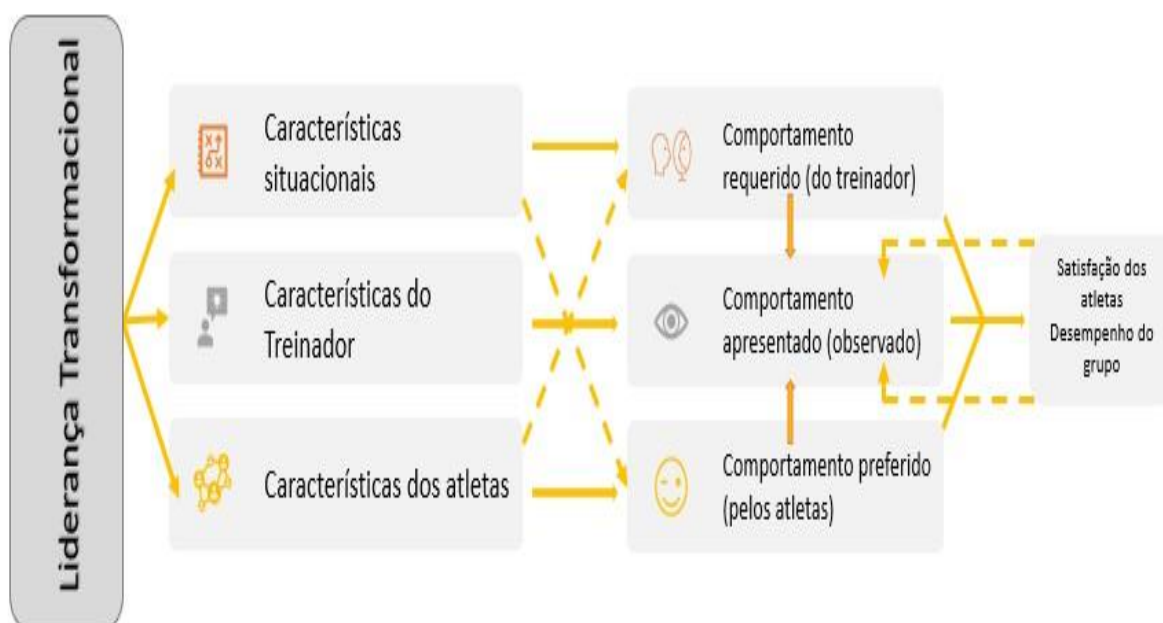 Liderança Transformacional
Características
situacionais
Características do
Treinador
Características dos atletas
Comportamento
requerido (do treinador)
Comportamento
apresentado (observado)
Comportamento preferido
(pelos atletas)
Satisfação dos
atletas
Desempenho do
grupo